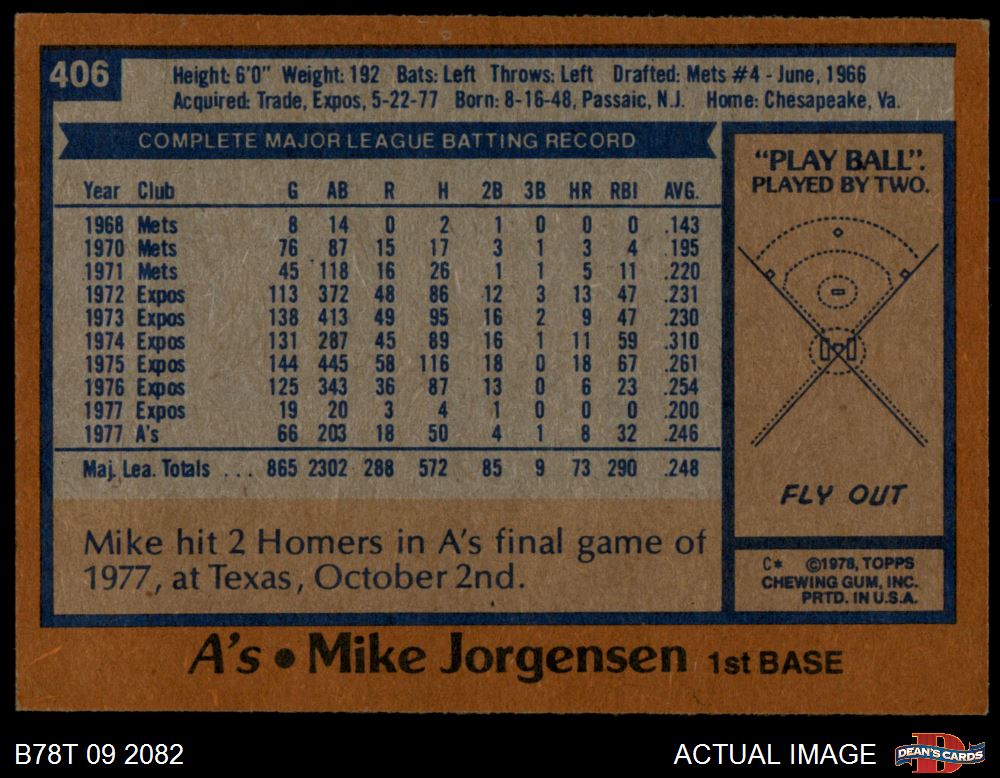 406
Height: 6'0" Weight: 192 Bats: Left Throws: Left Drafted: Mets #4 - June, 1966
Acquired: Trade, Expos, 5-22-77 Born: 8-16-48, Passaic, N.J. Home: Chesapeake, Va.
COMPLETE MAJOR LEAGUE BATTING RECORD
Year Club G AB R H 2B 3B HR RBI AVG.
1968 Mets 8 14 0 2 1 0 0 0 .143
1970 Mets 76 87 15 17 3 1 3 4 .195
1971 Mets 45 118 16 26 1 1 5 11 .220
1972 Expos 113 372 48 86 12 3 13 47 .231
1973 Expos 138 413 49 95 16 2 9 47 .230
1974 Expos 131 287 45 89 16 1 11 59 .310
1975 Expos 144 445 58 116 18 0 18 67 .261
1976 Expos 125 343 36 87 13 0 6 23 .254
1977 Expos 19 20 3 4 1 0 0 0 .200
1977 A's 66 203 18 50 4 1 8 32 .246
Maj. Lea. Totals ... 865 2302 288 572 85 9 73 290 .248
Mike hit 2 Homers in A's final game of
1977, at Texas, October 2nd.
"PLAY BALL".
PLAYED BY TWO.
FLY OUT
C* ©1978, TOPPS
CHEWING GUM, INC.
PRTD. IN U.S.A.
A's • Mike Jorgensen 1st BASE
B78T 09 2082
ACTUAL IMAGE
DEAN'S CARDS